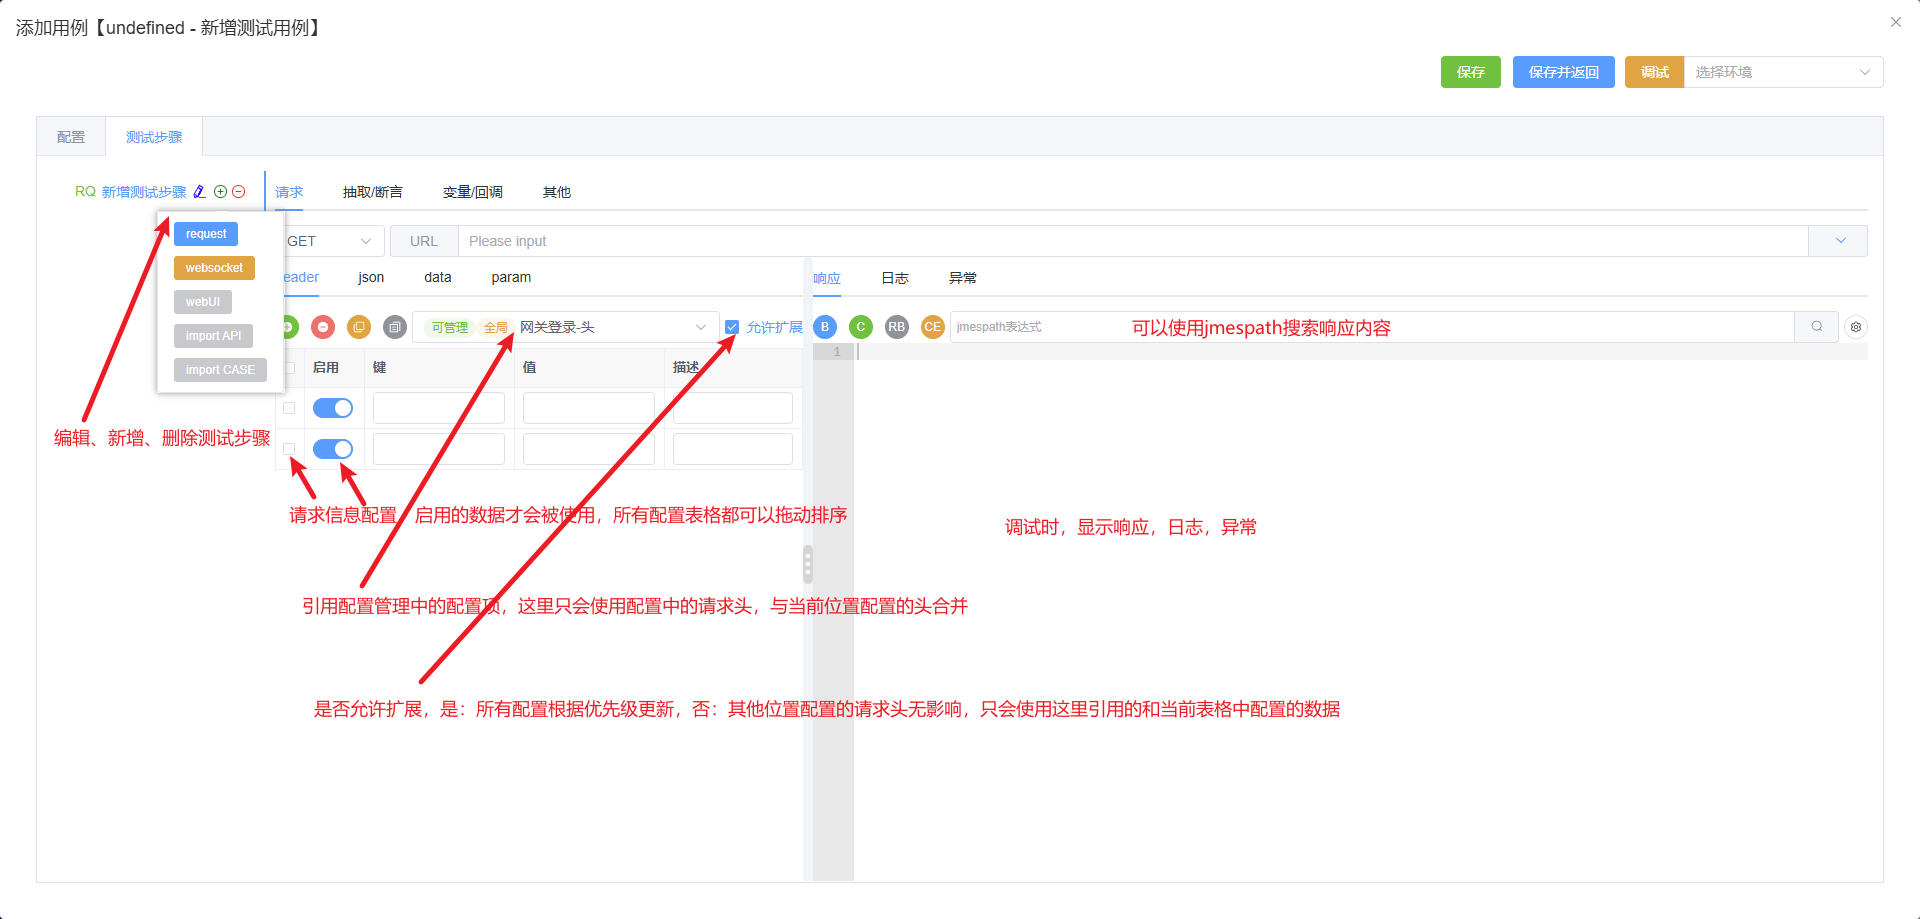 添加用例【undefined - 新增测试用例】
保存
保存并返回
调试
选择环境
配置
测试步骤
RQ 新增测试步骤
请求
抽取/断言
变量/回调
其他
request
websocket
webUI
import API
import CASE
GET
URL
Please input
eader
json
data
param
响应
日志
异常
可管理
全局
网关登录-头
允许扩展
B
C
RB
CE
jmespath表达式
可以使用jmespath搜索响应内容
1
启用
键
值
描述
编辑、新增、删除测试步骤
请求信息配置，启用的数据才会被使用，所有配置表格都可以拖动排序
调试时，显示响应，日志，异常
引用配置管理中的配置项，这里只会使用配置中的请求头，与当前位置配置的头合并
是否允许扩展，是：所有配置根据优先级更新，否：其他位置配置的请求头无影响，只会使用这里引用的和当前表格中配置的数据